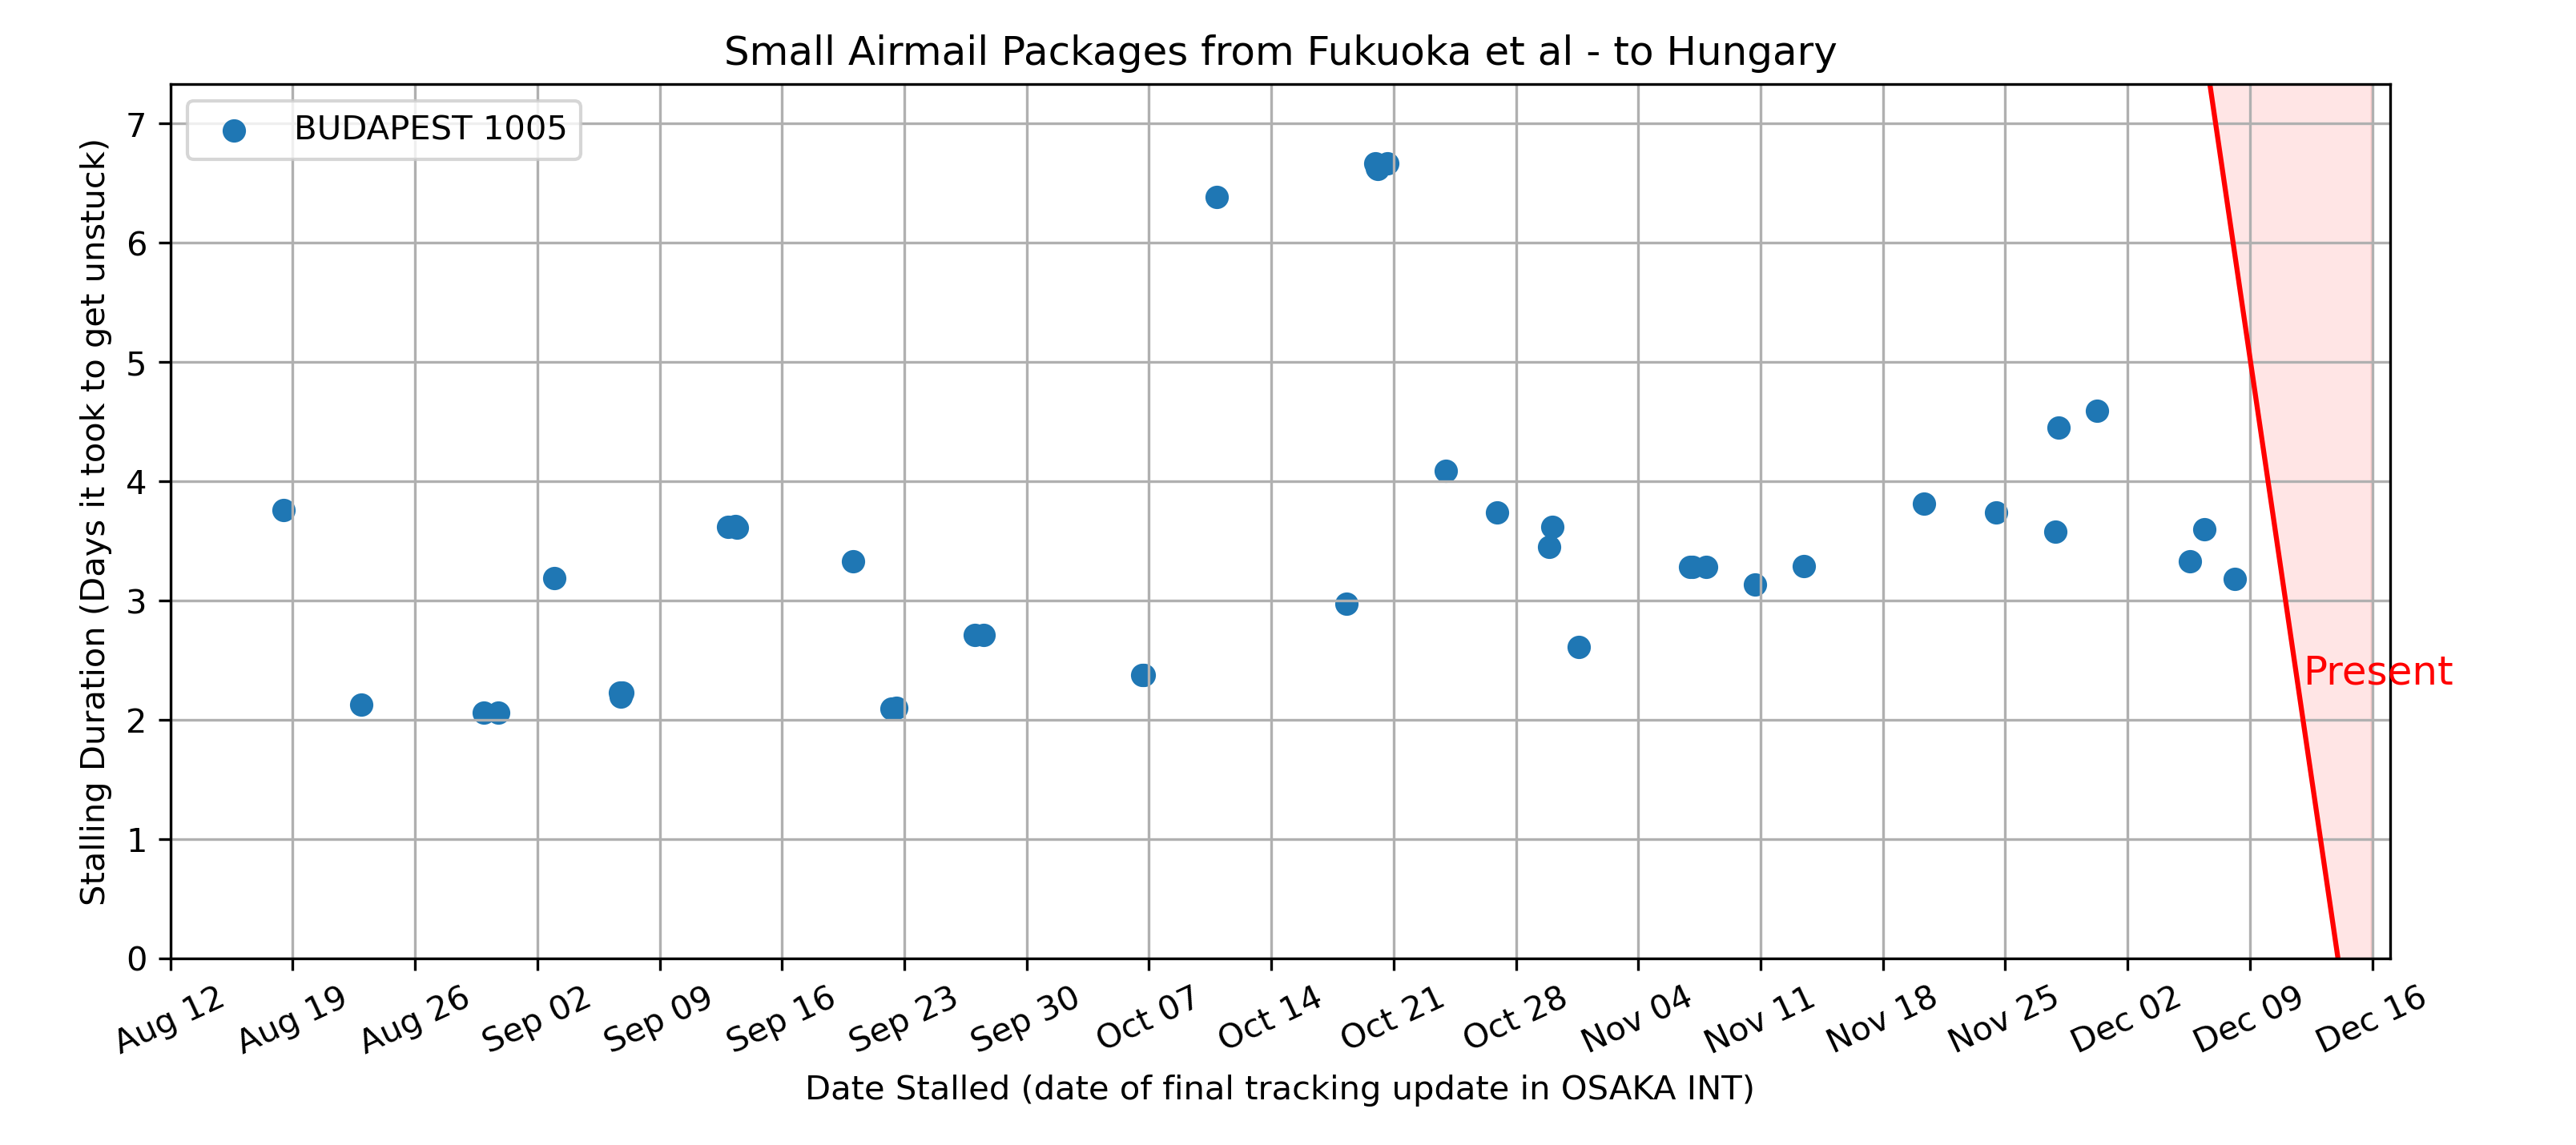 Small Airmail Packages from Fukuoka et al - to Hungary
BUDAPEST 1005
Stalling Duration (Days it took to get unstuck)
7
6
5
4
3
2
1
0
Present
Aug 12
Aug 19
Aug 26
Sep 02
Sep 09
Sep 16
Sep 23
Sep 30
Oct 07
Oct 14
Oct 21
Oct 28
Nov 04
Nov 11
Nov 18
Nov 25
Dec 02
Dec 09
Dec 16
Date Stalled (date of final tracking update in OSAKA INT)